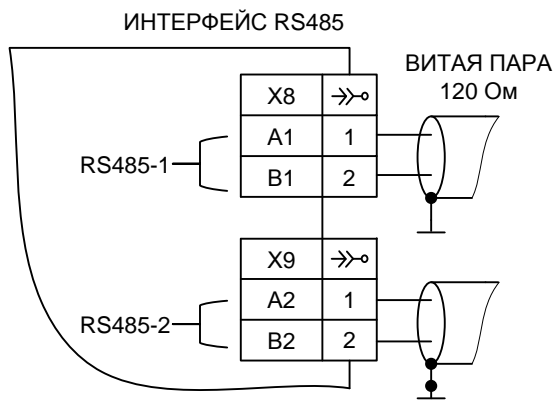 ИНТЕРФЕЙС RS485
ВИТАЯ ПАРА
120 Ом
X8
RS485-1
A1 1
B1 2
X9
RS485-2
A2 1
B2 2